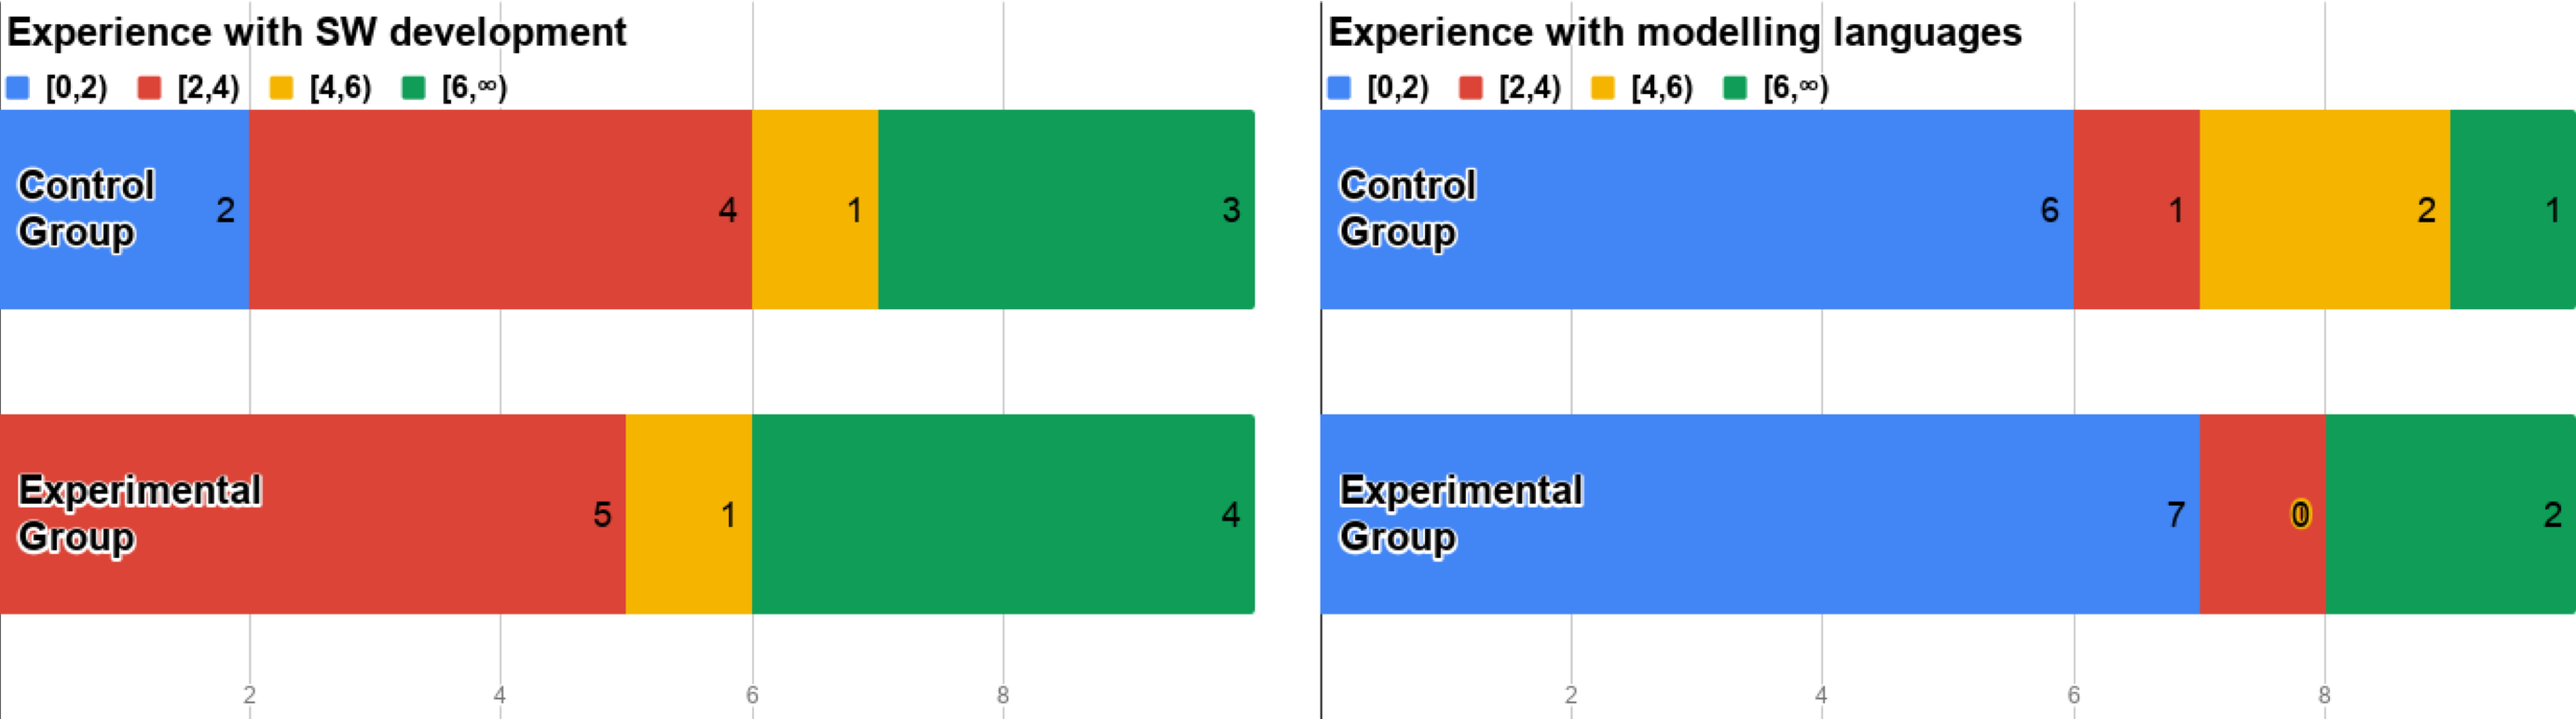 Experience with SW development
[0,2) [2,4) [4,6) [6,∞)
Control
Group
2 4 1 3
Experimental
Group
5 1 4
2 4 6 8
Experience with modelling languages
[0,2) [2,4) [4,6) [6,∞)
Control
Group
6 1 2 1
Experimental
Group
7 0 2
2 4 6 8